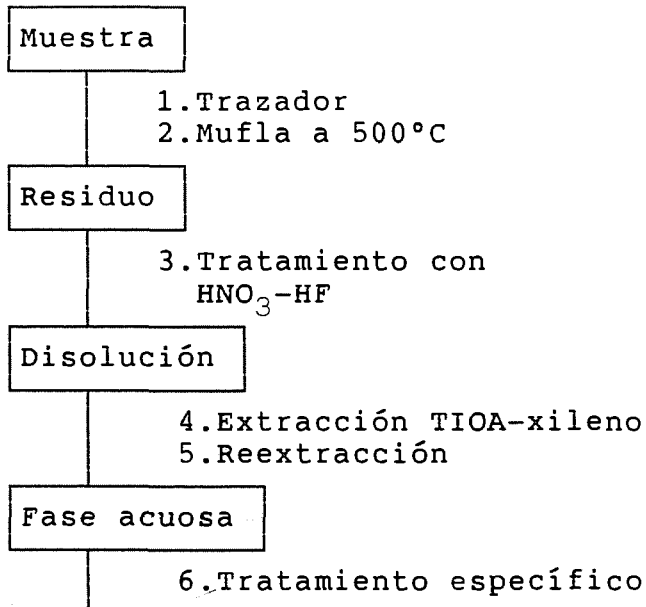 Muestra
1.Trazador
2.Mufla a 500°C
Residuo
3.Tratamiento con
HNO₃-HF
Disolución
4.Extracción TIOA-xileno
5.Reextracción
Fase acuosa
6.Tratamiento específico